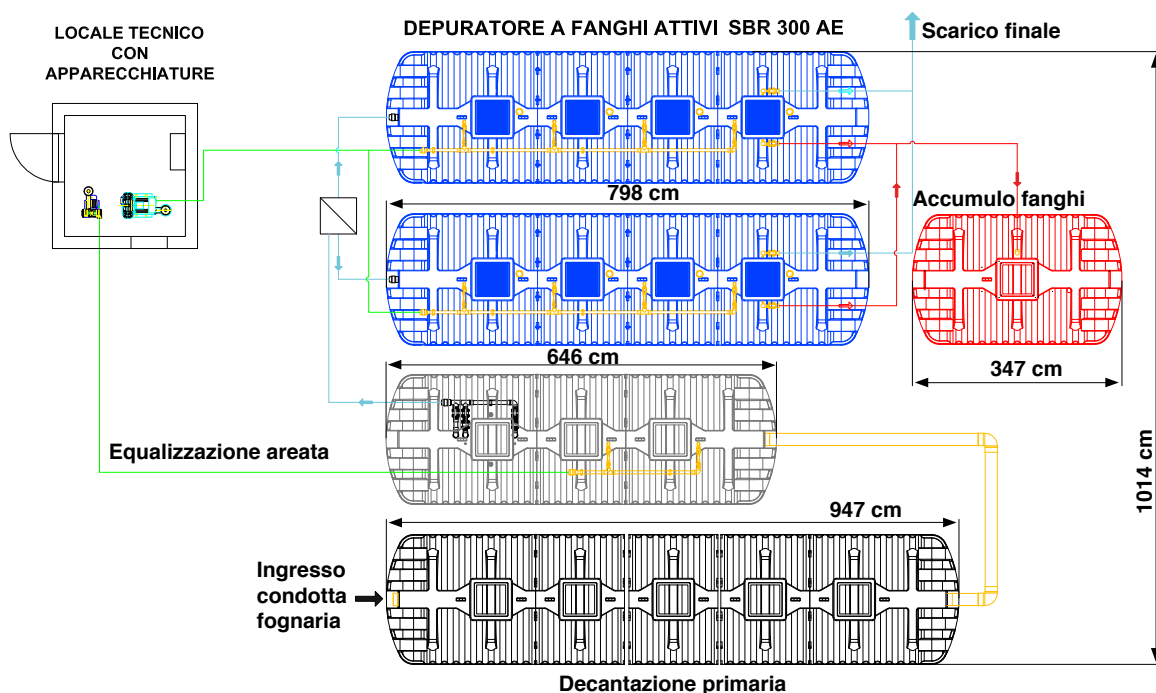 LOCALE TECNICO
CON
APPARECCHIATURE
DEPURATORE A FANGHI ATTIVI SBR 300 AE
Scarico finale
798 cm
Accumulo fanghi
646 cm
347 cm
Equalizzazione areata
1014 cm
947 cm
Ingresso
condotta
fognaria
Decantazione primaria